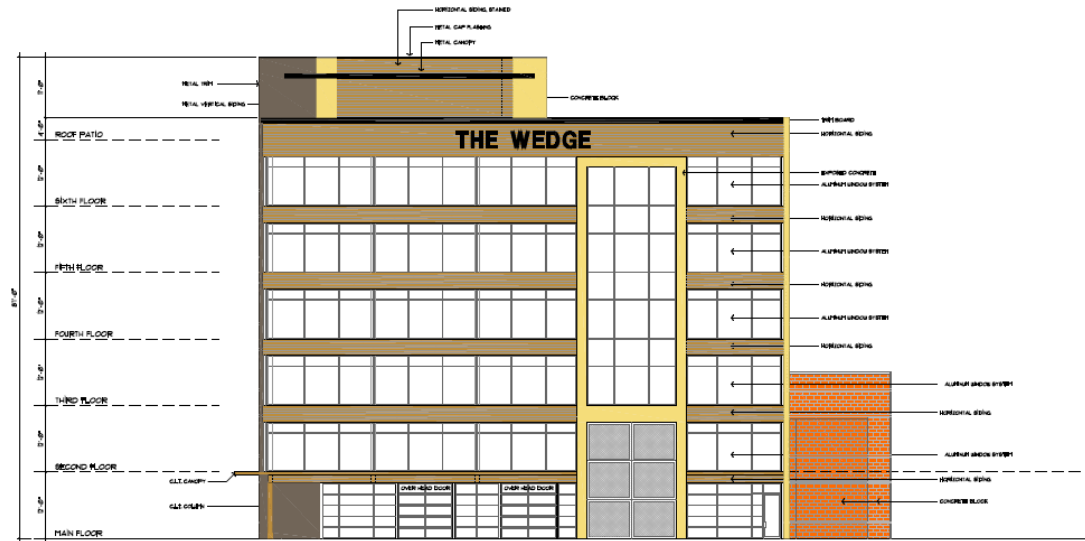 HORIZONTAL SIDING STAINED
METAL CAP FLASHING
METAL CANOPY
METAL TRIM
METAL VERTICAL SIDING
CONCRETE BLOCK
TRIM BOARD
ROOF PATIO
THE WEDGE
HORIZONTAL SIDING
EXPOSED CONCRETE
ALUMINUM WINDOW SYSTEM
SIXTH FLOOR
HORIZONTAL SIDING
ALUMINUM WINDOW SYSTEM
FIFTH FLOOR
HORIZONTAL SIDING
ALUMINUM WINDOW SYSTEM
FOURTH FLOOR
HORIZONTAL SIDING
ALUMINUM WINDOW SYSTEM
THIRD FLOOR
HORIZONTAL SIDING
ALUMINUM WINDOW SYSTEM
SECOND FLOOR
C.L.T. CANOPY
HORIZONTAL SIDING
OVER HEAD DOOR
OVER HEAD DOOR
CONCRETE BLOCK
C.L.T. COLUMN
MAIN FLOOR